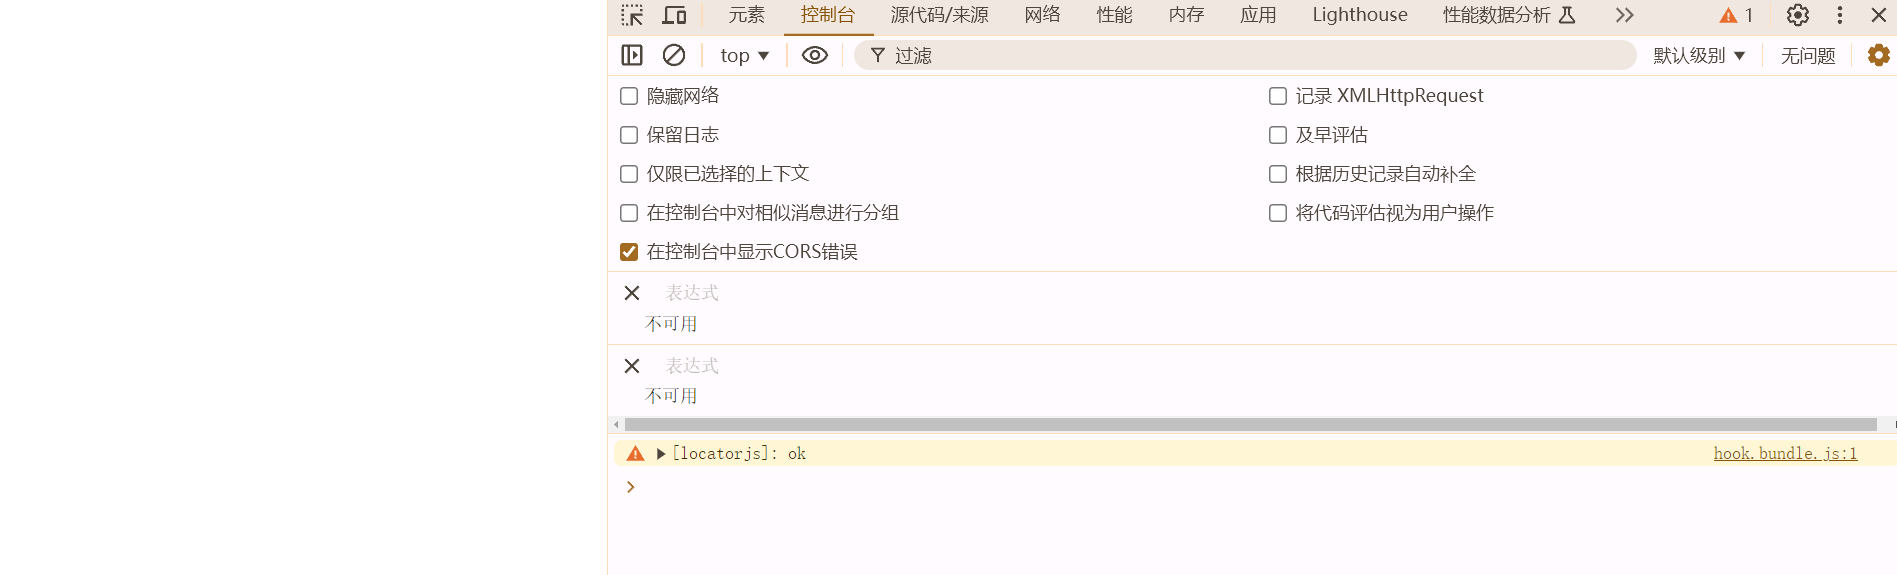 元素 控制台 源代码/来源 网络 性能 内存 应用 Lighthouse 性能数据分析 1
top 过滤 默认级别 无问题
隐藏网络 记录 XMLHttpRequest
保留日志 及早评估
仅限已选择的上下文 根据历史记录自动补全
在控制台中对相似消息进行分组 将代码评估视为用户操作
在控制台中显示CORS错误
表达式
不可用
表达式
不可用
[locatorjs]: ok hook.bundle.js:1